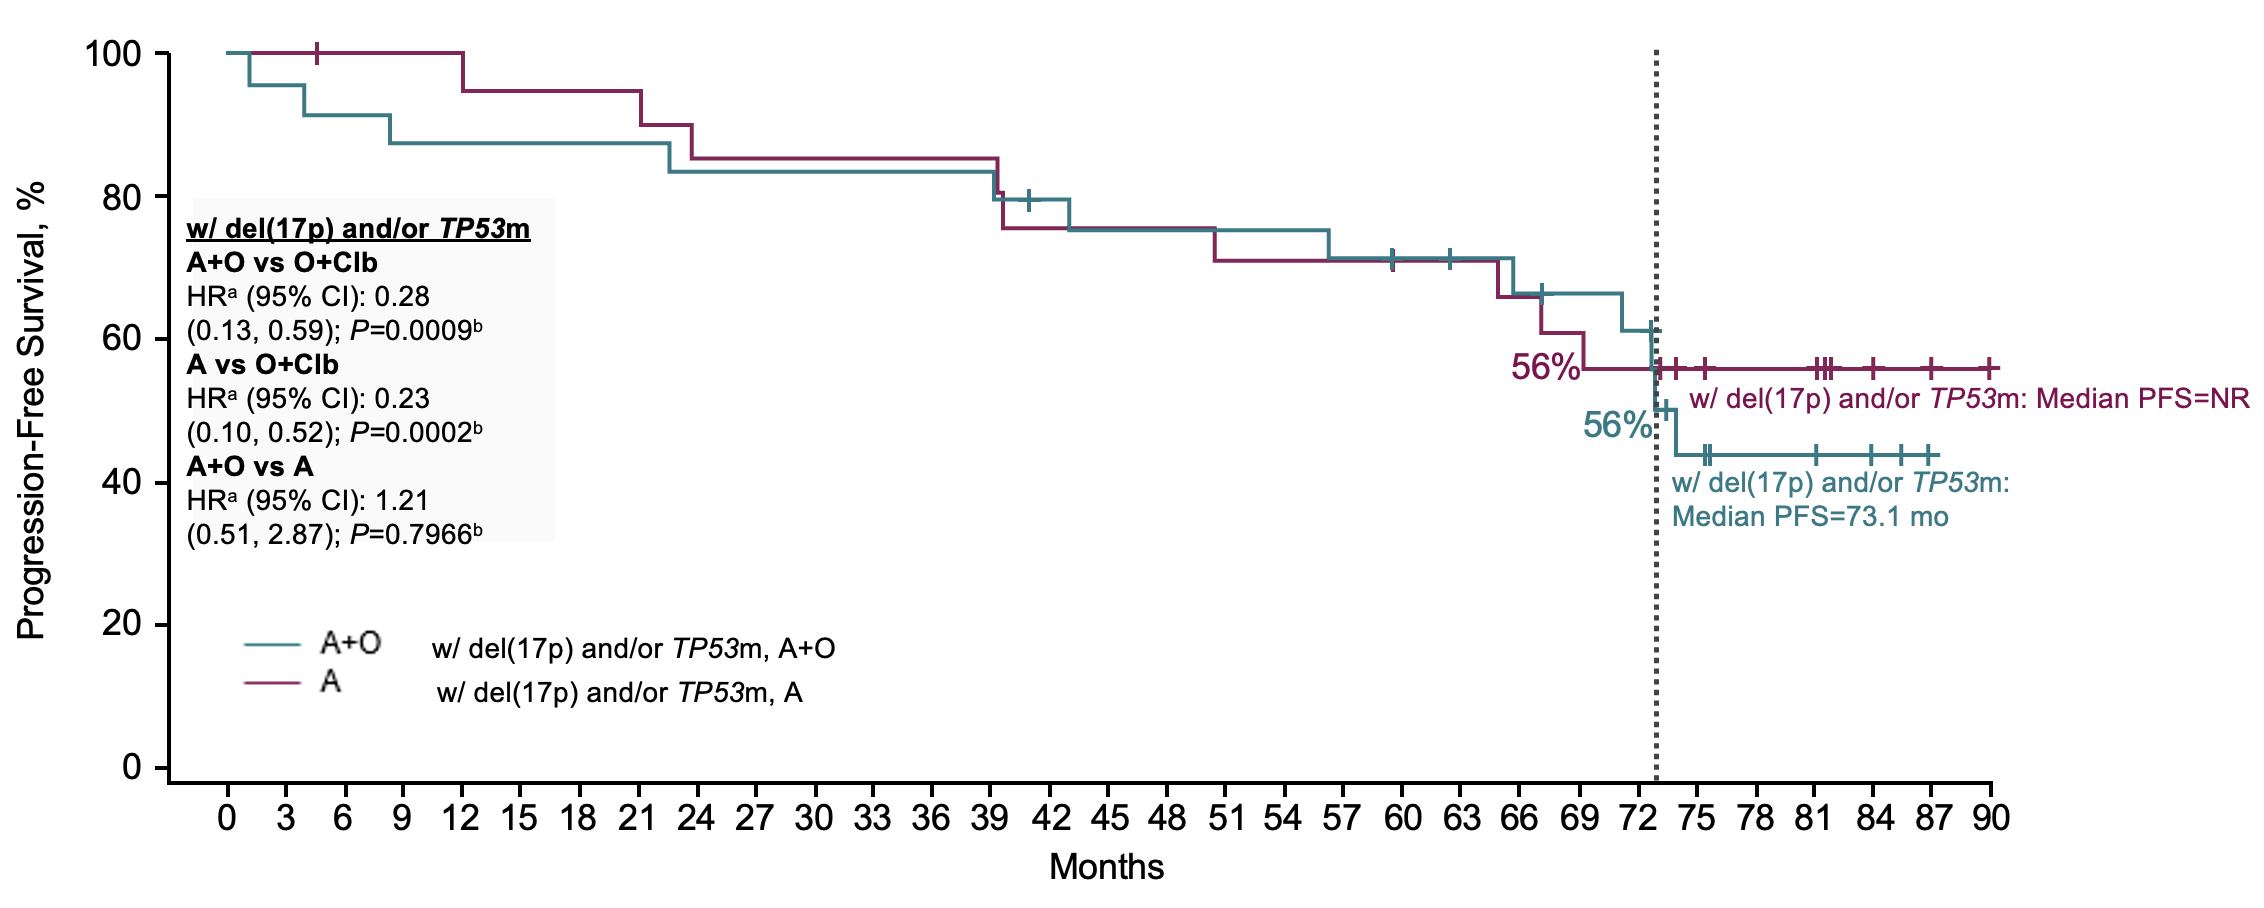 100
80
60
40
20
0
Progression-Free Survival, %
w/ del(17p) and/or TP53m
A+O vs O+Clb
HRᵃ (95% CI): 0.28
(0.13, 0.59); P=0.0009ᵇ
A vs O+Clb
HRᵃ (95% CI): 0.23
(0.10, 0.52); P=0.0002ᵇ
A+O vs A
HRᵃ (95% CI): 1.21
(0.51, 2.87); P=0.7966ᵇ
56%
w/ del(17p) and/or TP53m: Median PFS=NR
56%
w/ del(17p) and/or TP53m:
Median PFS=73.1 mo
A+O w/ del(17p) and/or TP53m, A+O
A w/ del(17p) and/or TP53m, A
0 3 6 9 12 15 18 21 24 27 30 33 36 39 42 45 48 51 54 57 60 63 66 69 72 75 78 81 84 87 90
Months